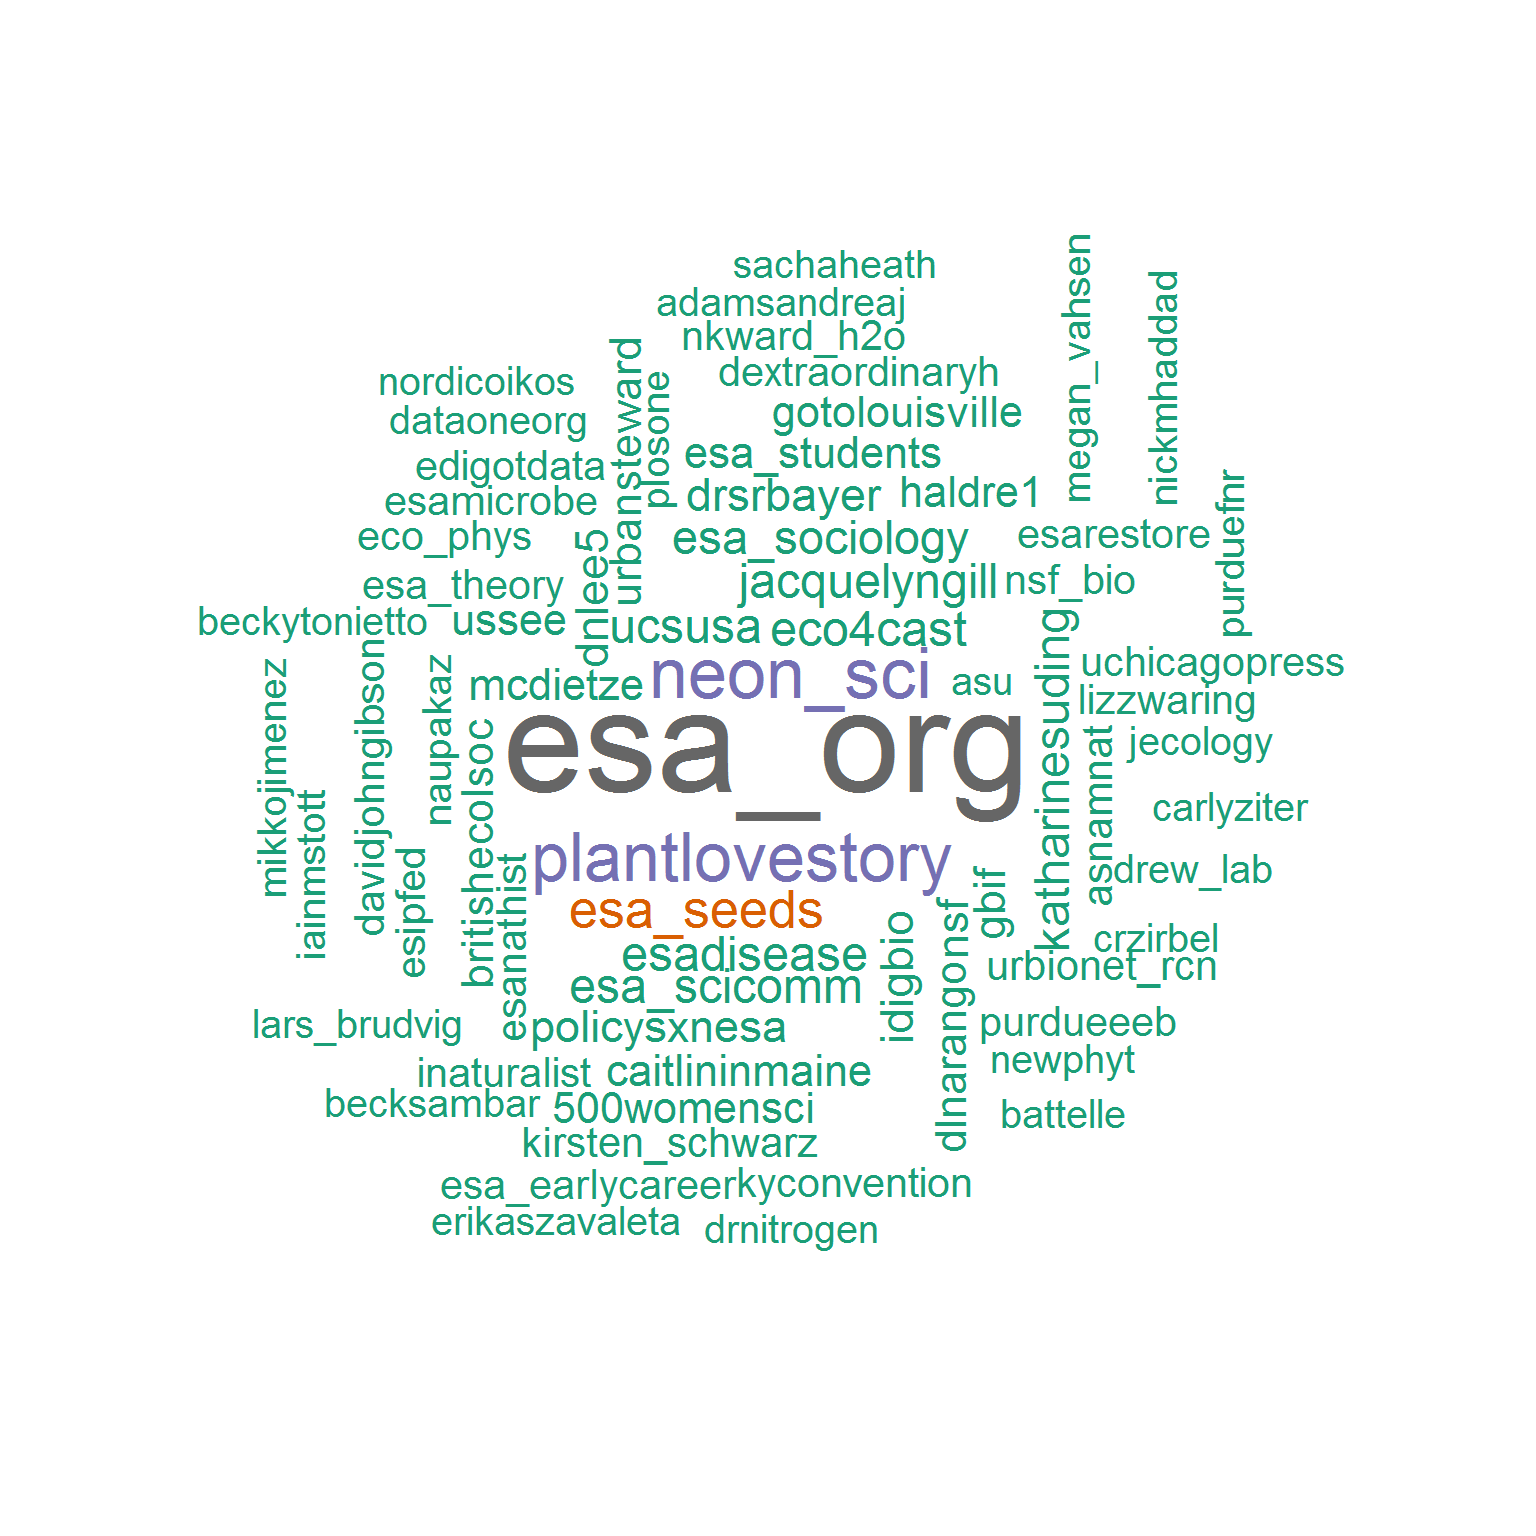 sachaheath
adamsandreaj
nkward_h2o
dextraordinaryh
gotolouisville
esa_students
drsrbayer
haldre1
esa_sociology
jacquelyngill
nsf_bio
esarestore
megan_vahsen
nickmhaddad
purduefnr
nordicoikos
dataoneorg
edigotdata
esamicrobe
eco_phys
esa_theory
beckytonietto
ussee
dnlee5
urbansteward
plosone
ucsusa
eco4cast
mcdietze
neon_sci
asu
esa_org
katharinesuding
uchicagopress
lizzwaring
jecology
asnamnat
carlyziter
drew_lab
crzirbel
urbionet_rcn
mikkojimenez
iainmstott
davidjohngibson
esipfed
naupakaz
britishecolsoc
esanathist
plantlovestory
esa_seeds
esadisease
esa_scicomm
policysxnesa
idigbio
dlnarangonsf
gbif
purdueeeb
newphyt
battelle
lars_brudvig
inaturalist
caitlininmaine
becksambar
500womensci
kirsten_schwarz
esa_earlycareer
kyconvention
erikaszavaleta
drnitrogen